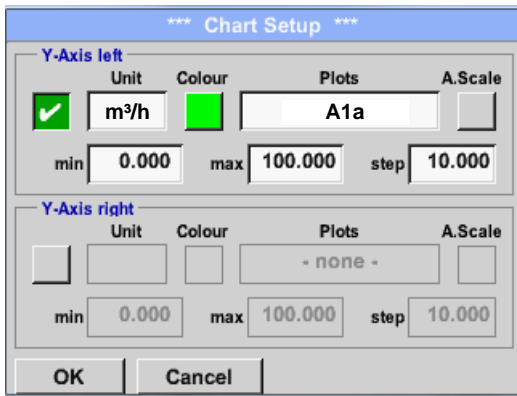 *** Chart Setup ***
Y-Axis left
Unit Colour Plots A.Scale
m³/h A1a
min 0.000 max 100.000 step 10.000
Y-Axis right
Unit Colour Plots A.Scale
- none -
min 0.000 max 100.000 step 10.000
OK Cancel